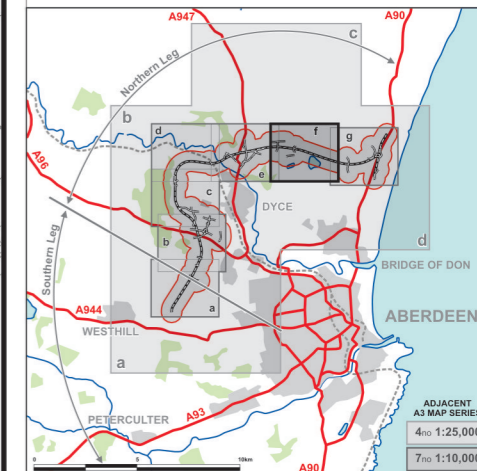 A947
A90
c
Northern Leg
b
d
f
g
A96
e
DYCE
c
Southern Leg
b
d
BRIDGE OF DON
A944
a
ABERDEEN
WESTHILL
a
ADJACENT
A3 MAP SERIES
4no 1:25,000
PETERCULTER
A93
7no 1:10,000
0 5 10km
A90